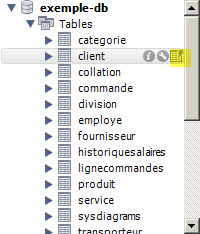 exemple-db
Tables
categorie
client
collation
commande
division
employe
fournisseur
historiquesalaires
lignecommandes
produit
service
sysdiagrams
transporteur